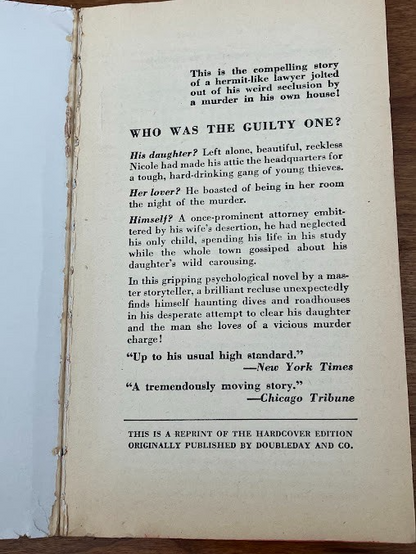 This is the compelling story
of a hermit-like lawyer jolted
out of his weird seclusion by
a murder in his own house!
WHO WAS THE GUILTY ONE?
His daughter? Left alone, beautiful, reckless
Nicole had made his attic the headquarters for
a tough, hard-drinking gang of young thieves.
Her lover? He boasted of being in her room
the night of the murder.
Himself? A once-prominent attorney embit-
tered by his wife's desertion, he had neglected
his only child, spending his life in his study
while the whole town gossiped about his
daughter's wild carousing.
In this gripping psychological novel by a mas-
ter storyteller, a brilliant recluse unexpectedly
finds himself haunting dives and roadhouses
in his desperate attempt to clear his daughter
and the man she loves of a vicious murder
charge!
"Up to his usual high standard."
—New York Times
"A tremendously moving story."
—Chicago Tribune
THIS IS A REPRINT OF THE HARDCOVER EDITION
ORIGINALLY PUBLISHED BY DOUBLEDAY AND CO.